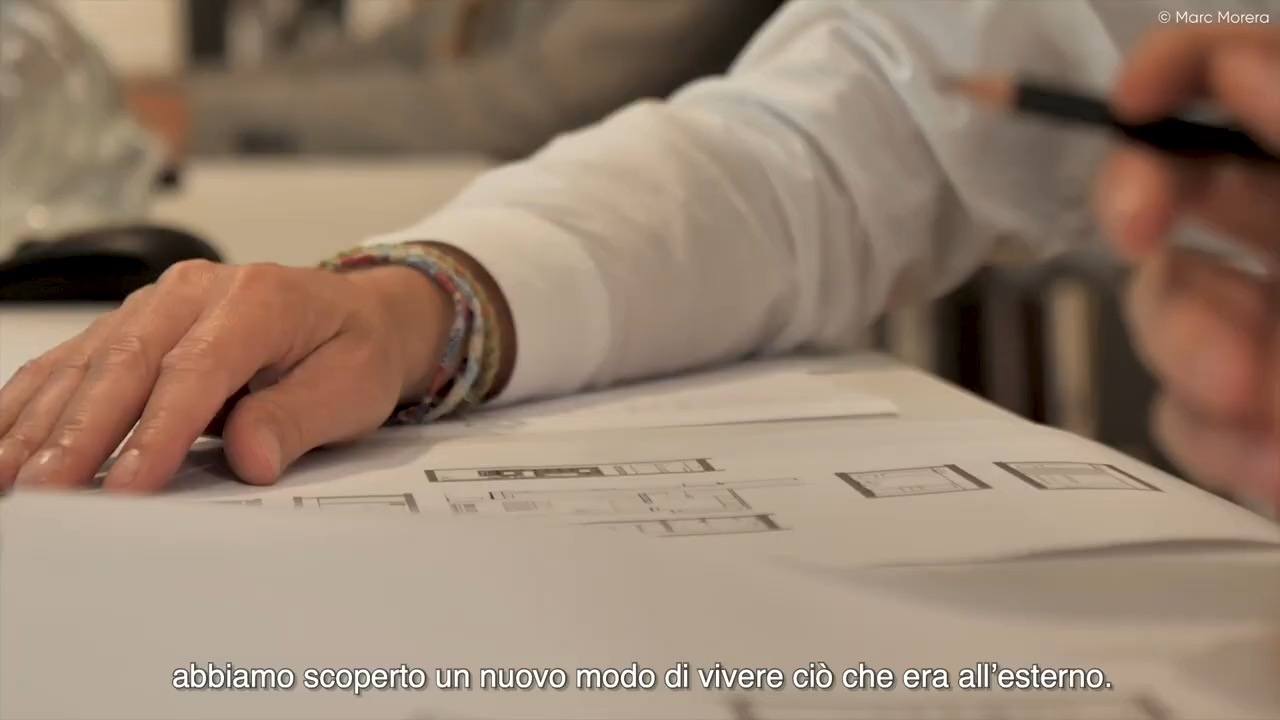 © Marc Morera
abbiamo scoperto un nuovo modo di vivere ciò che era all’esterno.